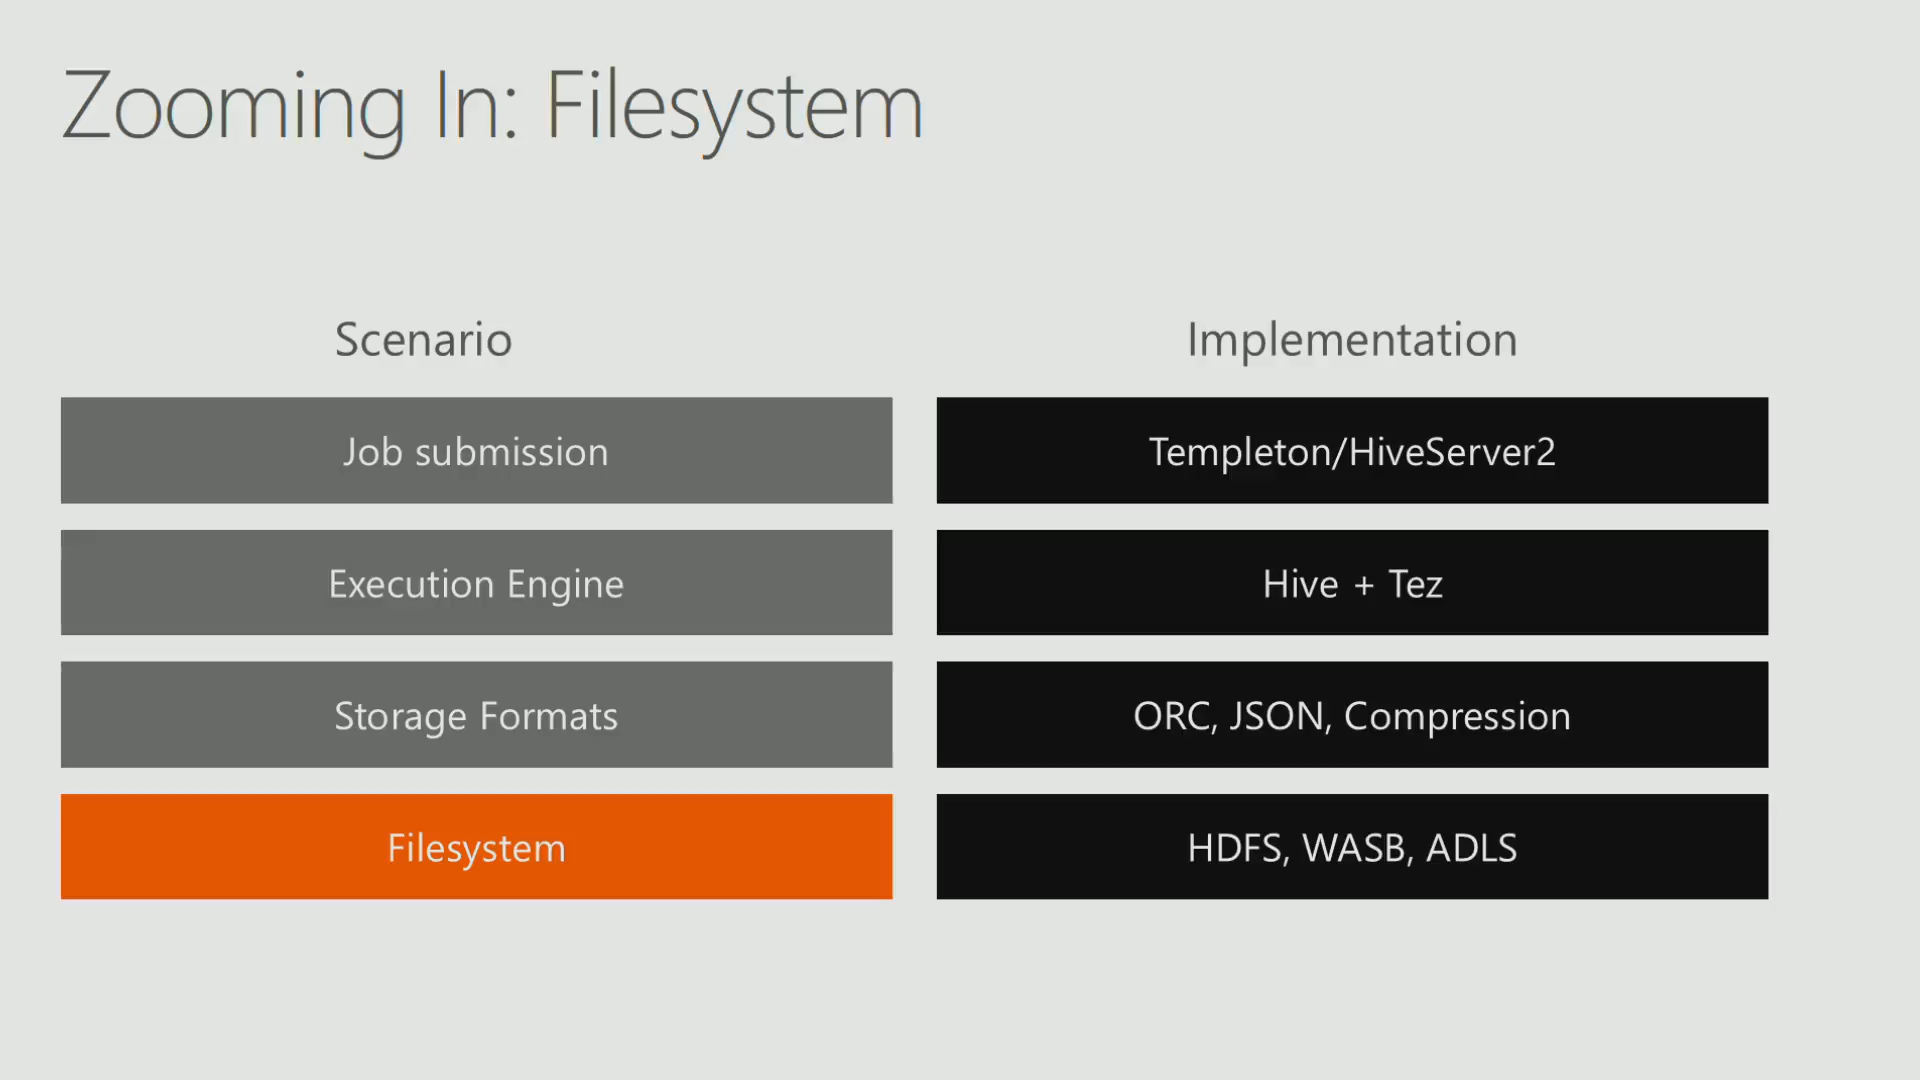 Zooming In: Filesystem
Scenario
Implementation
Job submission
Templeton/HiveServer2
Execution Engine
Hive + Tez
Storage Formats
ORC, JSON, Compression
Filesystem
HDFS, WASB, ADLS